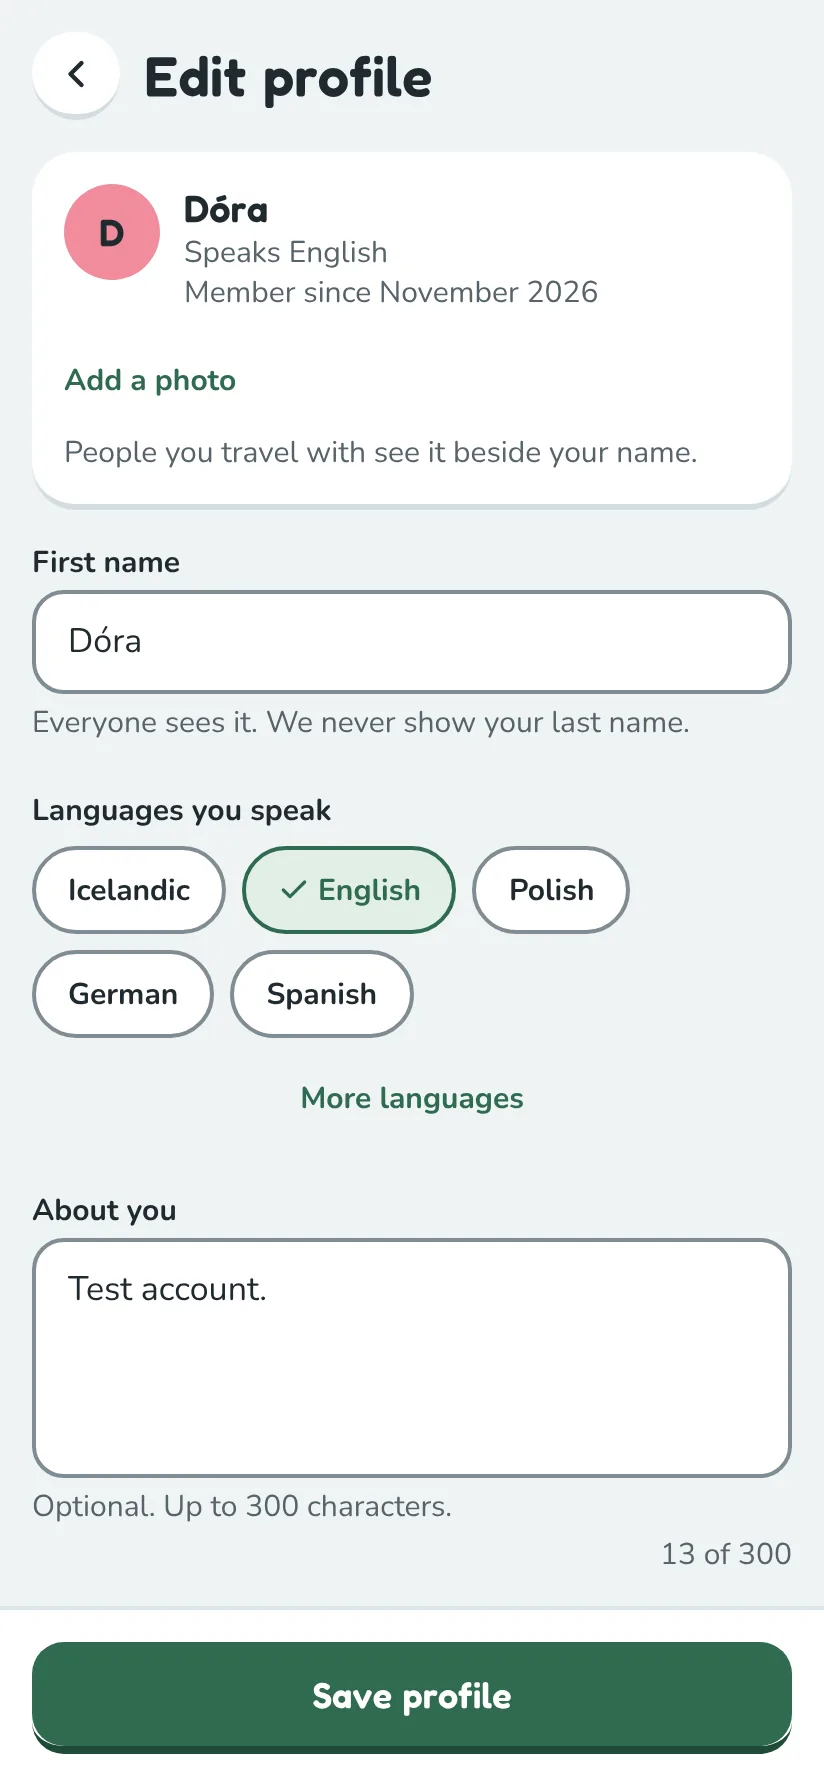 Edit profile
D
Dóra
Speaks English
Member since November 2026
Add a photo
People you travel with see it beside your name.
First name
Dóra
Everyone sees it. We never show your last name.
Languages you speak
Icelandic
English
Polish
German
Spanish
More languages
About you
Test account.
Optional. Up to 300 characters.
13 of 300
Save profile